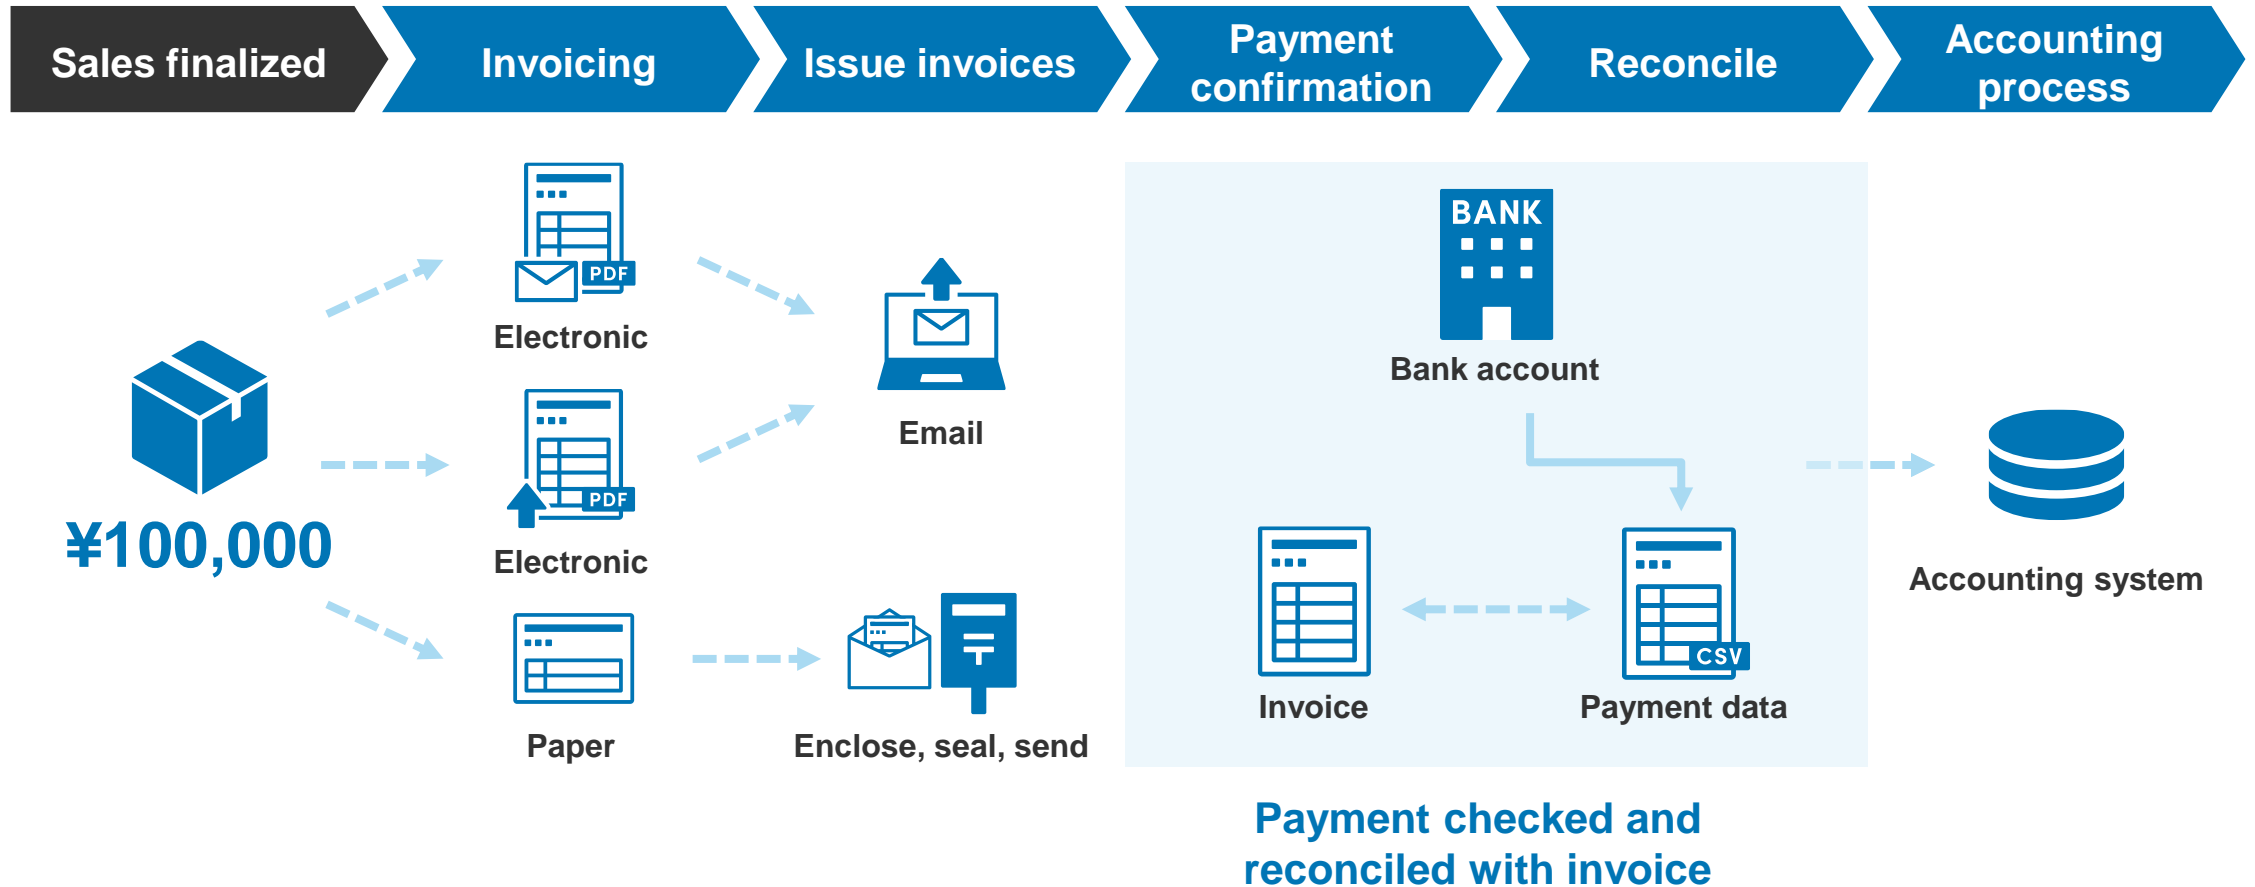 Sales finalized
Invoicing
Issue invoices
Payment
confirmation
Reconcile
Accounting
process
PDF
Electronic
PDF
Electronic
Paper
¥100,000
Email
Enclose, seal, send
BANK
Bank account
Invoice
CSV
Payment data
Accounting system
Payment checked and
reconciled with invoice